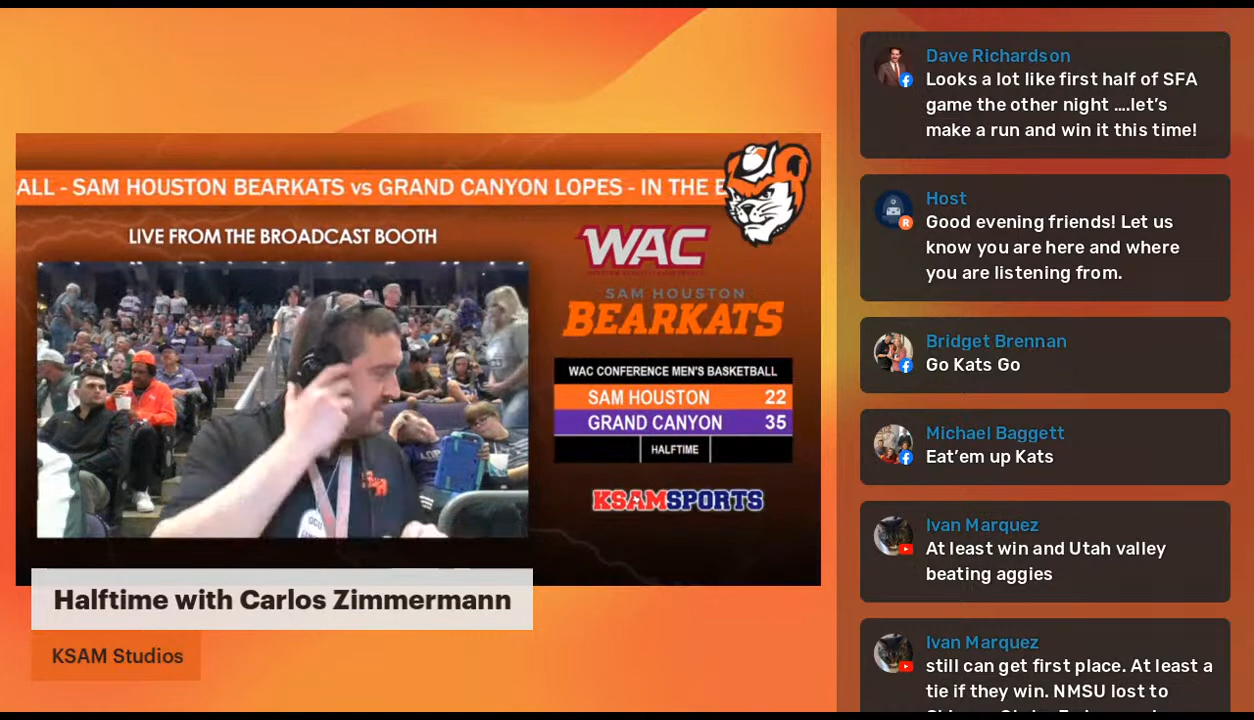 ALL - SAM HOUSTON BEARKATS vs GRAND CANYON LOPES - IN THE
LIVE FROM THE BROADCAST BOOTH
WAC
SAM HOUSTON
BEARKATS
WAC CONFERENCE MEN'S BASKETBALL
SAM HOUSTON 22
GRAND CANYON 35
HALFTIME
KSAMSPORTS
Halftime with Carlos Zimmermann
KSAM Studios
Dave Richardson
Looks a lot like first half of SFA
game the other night ....let’s
make a run and win it this time!
Host
Good evening friends! Let us
know you are here and where
you are listening from.
Bridget Brennan
Go Kats Go
Michael Baggett
Eat’em up Kats
Ivan Marquez
At least win and Utah valley
beating aggies
Ivan Marquez
still can get first place. At least a
tie if they win. NMSU lost to